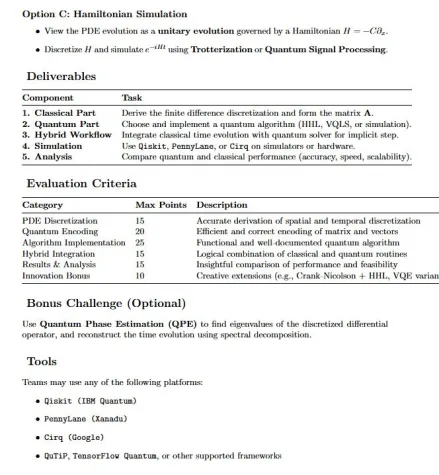 Option C: Hamiltonian Simulation
• View the PDE evolution as a unitary evolution governed by a Hamiltonian H = −C∂ₓ.
• Discretize H and simulate e^{−iHt} using Trotterization or Quantum Signal Processing.
Deliverables
Component Task
1. Classical Part Derive the finite difference discretization and form the matrix A.
2. Quantum Part Choose and implement a quantum algorithm (HHL, VQLS, or simulation).
3. Hybrid Workflow Integrate classical time evolution with quantum solver for implicit step.
4. Simulation Use Qiskit, PennyLane, or Cirq on simulators or hardware.
5. Analysis Compare quantum and classical performance (accuracy, speed, scalability).
Evaluation Criteria
Category Max Points Description
PDE Discretization 15 Accurate derivation of spatial and temporal discretization
Quantum Encoding 20 Efficient and correct encoding of matrix and vectors
Algorithm Implementation 25 Functional and well-documented quantum algorithm
Hybrid Integration 15 Logical combination of classical and quantum routines
Results & Analysis 15 Insightful comparison of performance and feasibility
Innovation Bonus 10 Creative extensions (e.g., Crank-Nicolson + HHL, VQE varian
Bonus Challenge (Optional)
Use Quantum Phase Estimation (QPE) to find eigenvalues of the discretized differential
operator, and reconstruct the time evolution using spectral decomposition.
Tools
Teams may use any of the following platforms:
• Qiskit (IBM Quantum)
• PennyLane (Xanadu)
• Cirq (Google)
• QuTiP, TensorFlow Quantum, or other supported frameworks